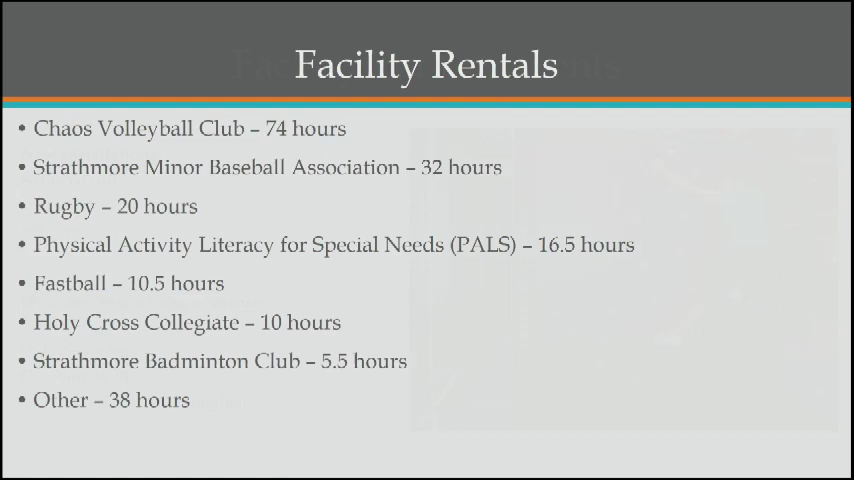 Facility Rentals
• Chaos Volleyball Club – 74 hours
• Strathmore Minor Baseball Association – 32 hours
• Rugby – 20 hours
• Physical Activity Literacy for Special Needs (PALS) – 16.5 hours
• Fastball – 10.5 hours
• Holy Cross Collegiate – 10 hours
• Strathmore Badminton Club – 5.5 hours
• Other – 38 hours